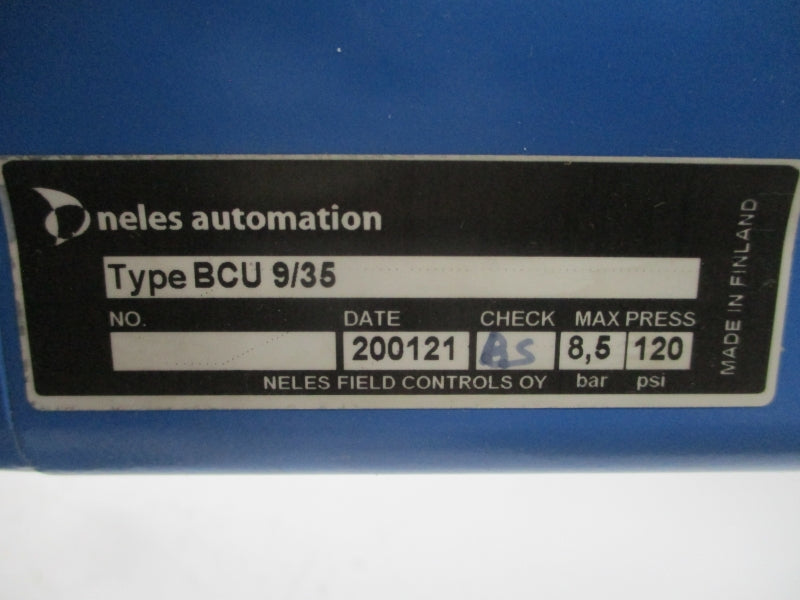 neles automation
Type BCU 9/35
NO. DATE CHECK MAX PRESS
200121 AS 8,5 120
NELES FIELD CONTROLS OY bar psi
MADE IN FINLAND